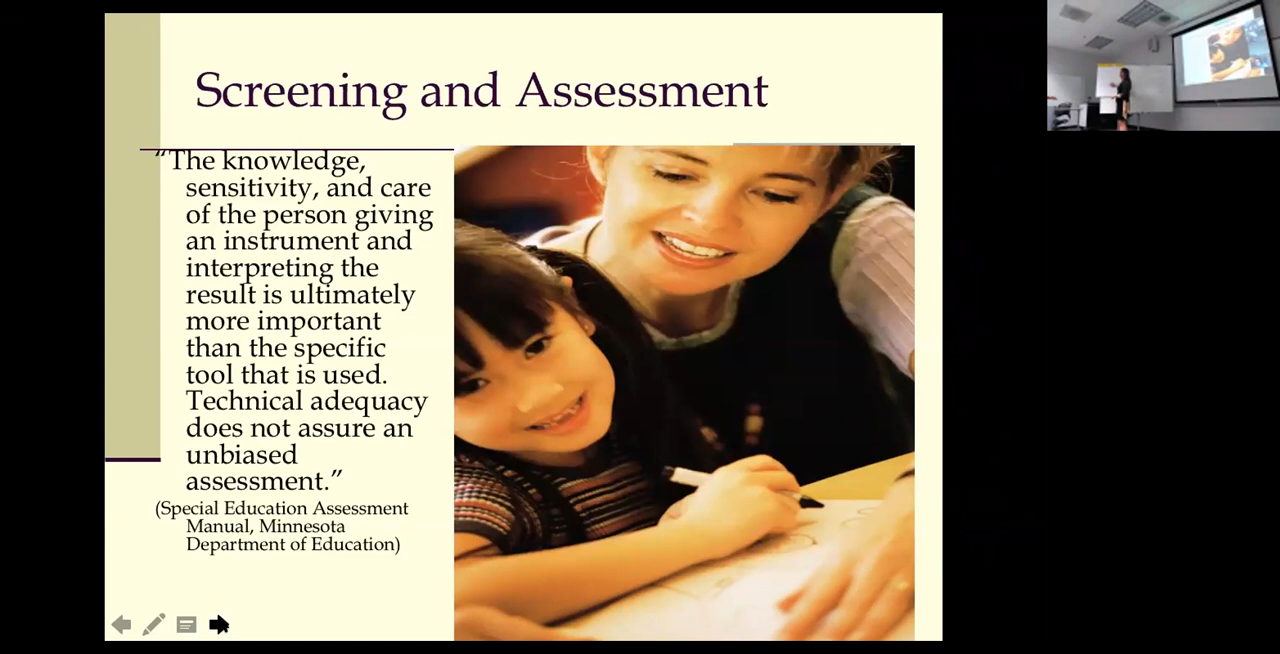 Screening and Assessment
“The knowledge,
sensitivity, and care
of the person giving
an instrument and
interpreting the
result is ultimately
more important
than the specific
tool that is used.
Technical adequacy
does not assure an
unbiased
assessment.”
(Special Education Assessment
Manual, Minnesota
Department of Education)